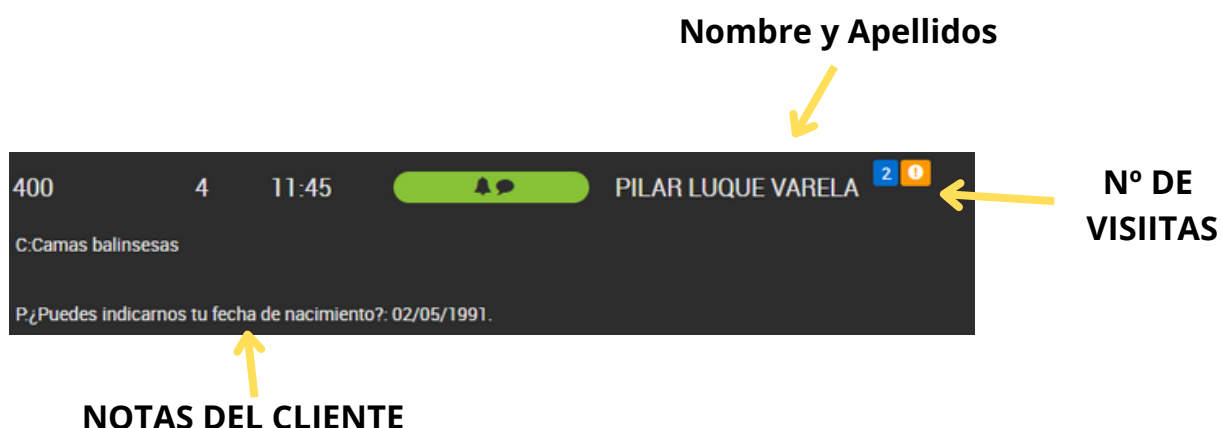 Nombre y Apellidos
400 4 11:45 PILAR LUQUE VARELA 2
Nº DE
VISIITAS
C:Camas balinsesas
P:¿Puedes indicarnos tu fecha de nacimiento?: 02/05/1991.
NOTAS DEL CLIENTE